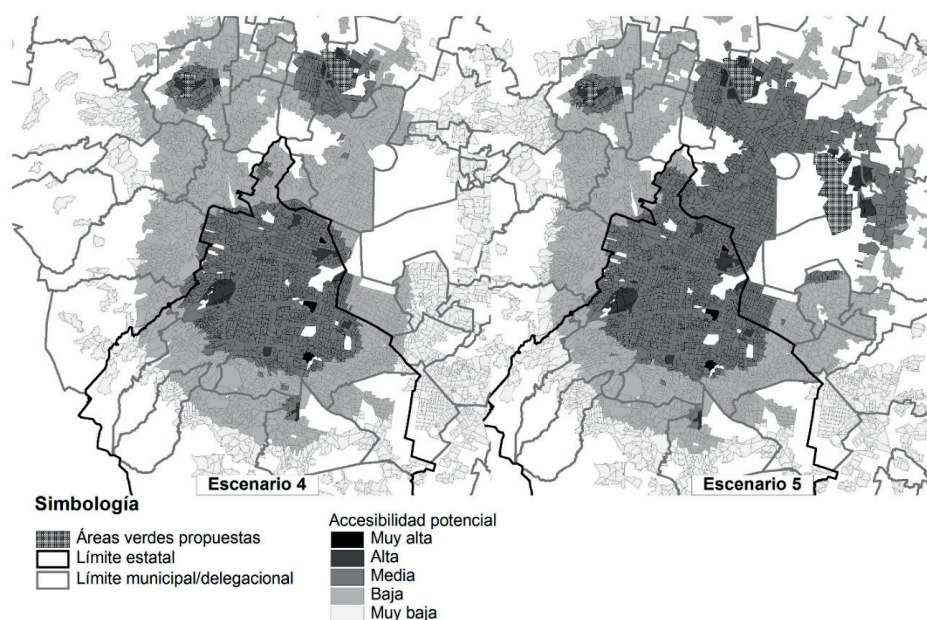 Escenario 4
Escenario 5
Simbología
Áreas verdes propuestas
Límite estatal
Límite municipal/delegacional
Accesibilidad potencial
Muy alta
Alta
Media
Baja
Muy baja